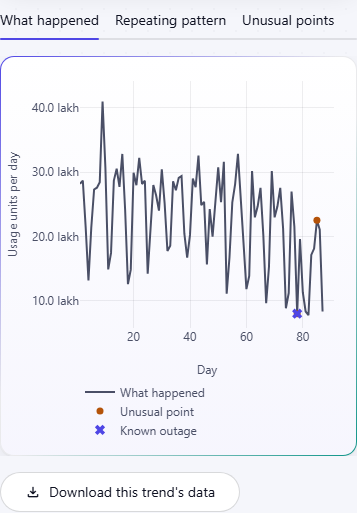 What happened Repeating pattern Unusual points
40.0 lakh
30.0 lakh
20.0 lakh
10.0 lakh
Usage units per day
20 40 60 80
Day
What happened
Unusual point
Known outage
Download this trend's data